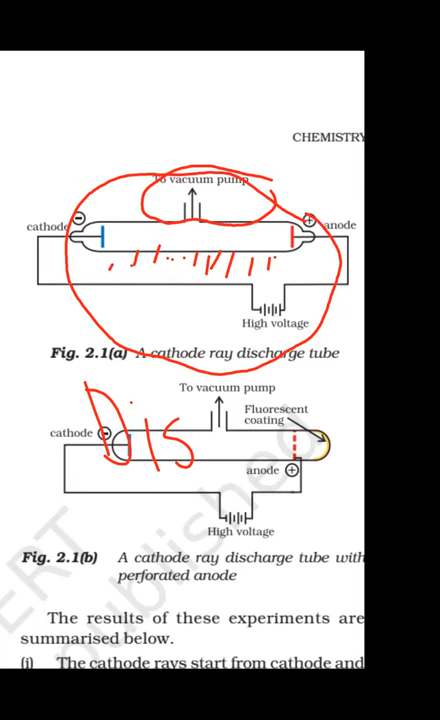 CHEMISTRY
To vacuum pump
cathode
anode
High voltage
Fig. 2.1(a) A cathode ray discharge tube
To vacuum pump
Fluorescent
coating
cathode
Dis
anode
High voltage
Fig. 2.1(b) A cathode ray discharge tube with
perforated anode
The results of these experiments are
summarised below.
(i) The cathode rays start from cathode and